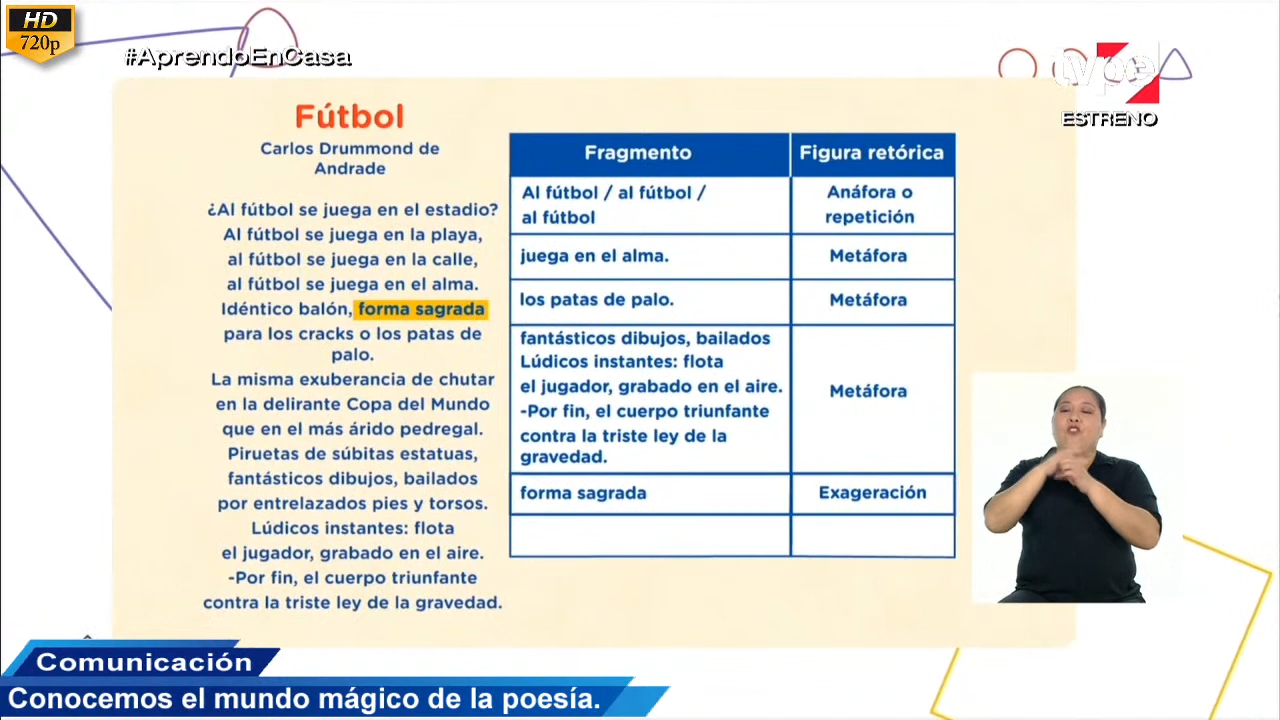 HD
720p
#AprendoEnCasa
tvpe
ESTRENO
Fútbol
Carlos Drummond de
Andrade
¿Al fútbol se juega en el estadio?
Al fútbol se juega en la playa,
al fútbol se juega en la calle,
al fútbol se juega en el alma.
Idéntico balón, forma sagrada
para los cracks o los patas de
palo.
La misma exuberancia de chutar
en la delirante Copa del Mundo
que en el más árido pedregal.
Piruetas de súbitas estatuas,
fantásticos dibujos, bailados
por entrelazados pies y torsos.
Lúdicos instantes: flota
el jugador, grabado en el aire.
-Por fin, el cuerpo triunfante
contra la triste ley de la gravedad.
Fragmento
Figura retórica
Al fútbol / al fútbol /
al fútbol
Anáfora o
repetición
juega en el alma.
Metáfora
los patas de palo.
Metáfora
fantásticos dibujos, bailados
Lúdicos instantes: flota
el jugador, grabado en el aire.
-Por fin, el cuerpo triunfante
contra la triste ley de la
gravedad.
Metáfora
forma sagrada
Exageración
Comunicación
Conocemos el mundo mágico de la poesía.